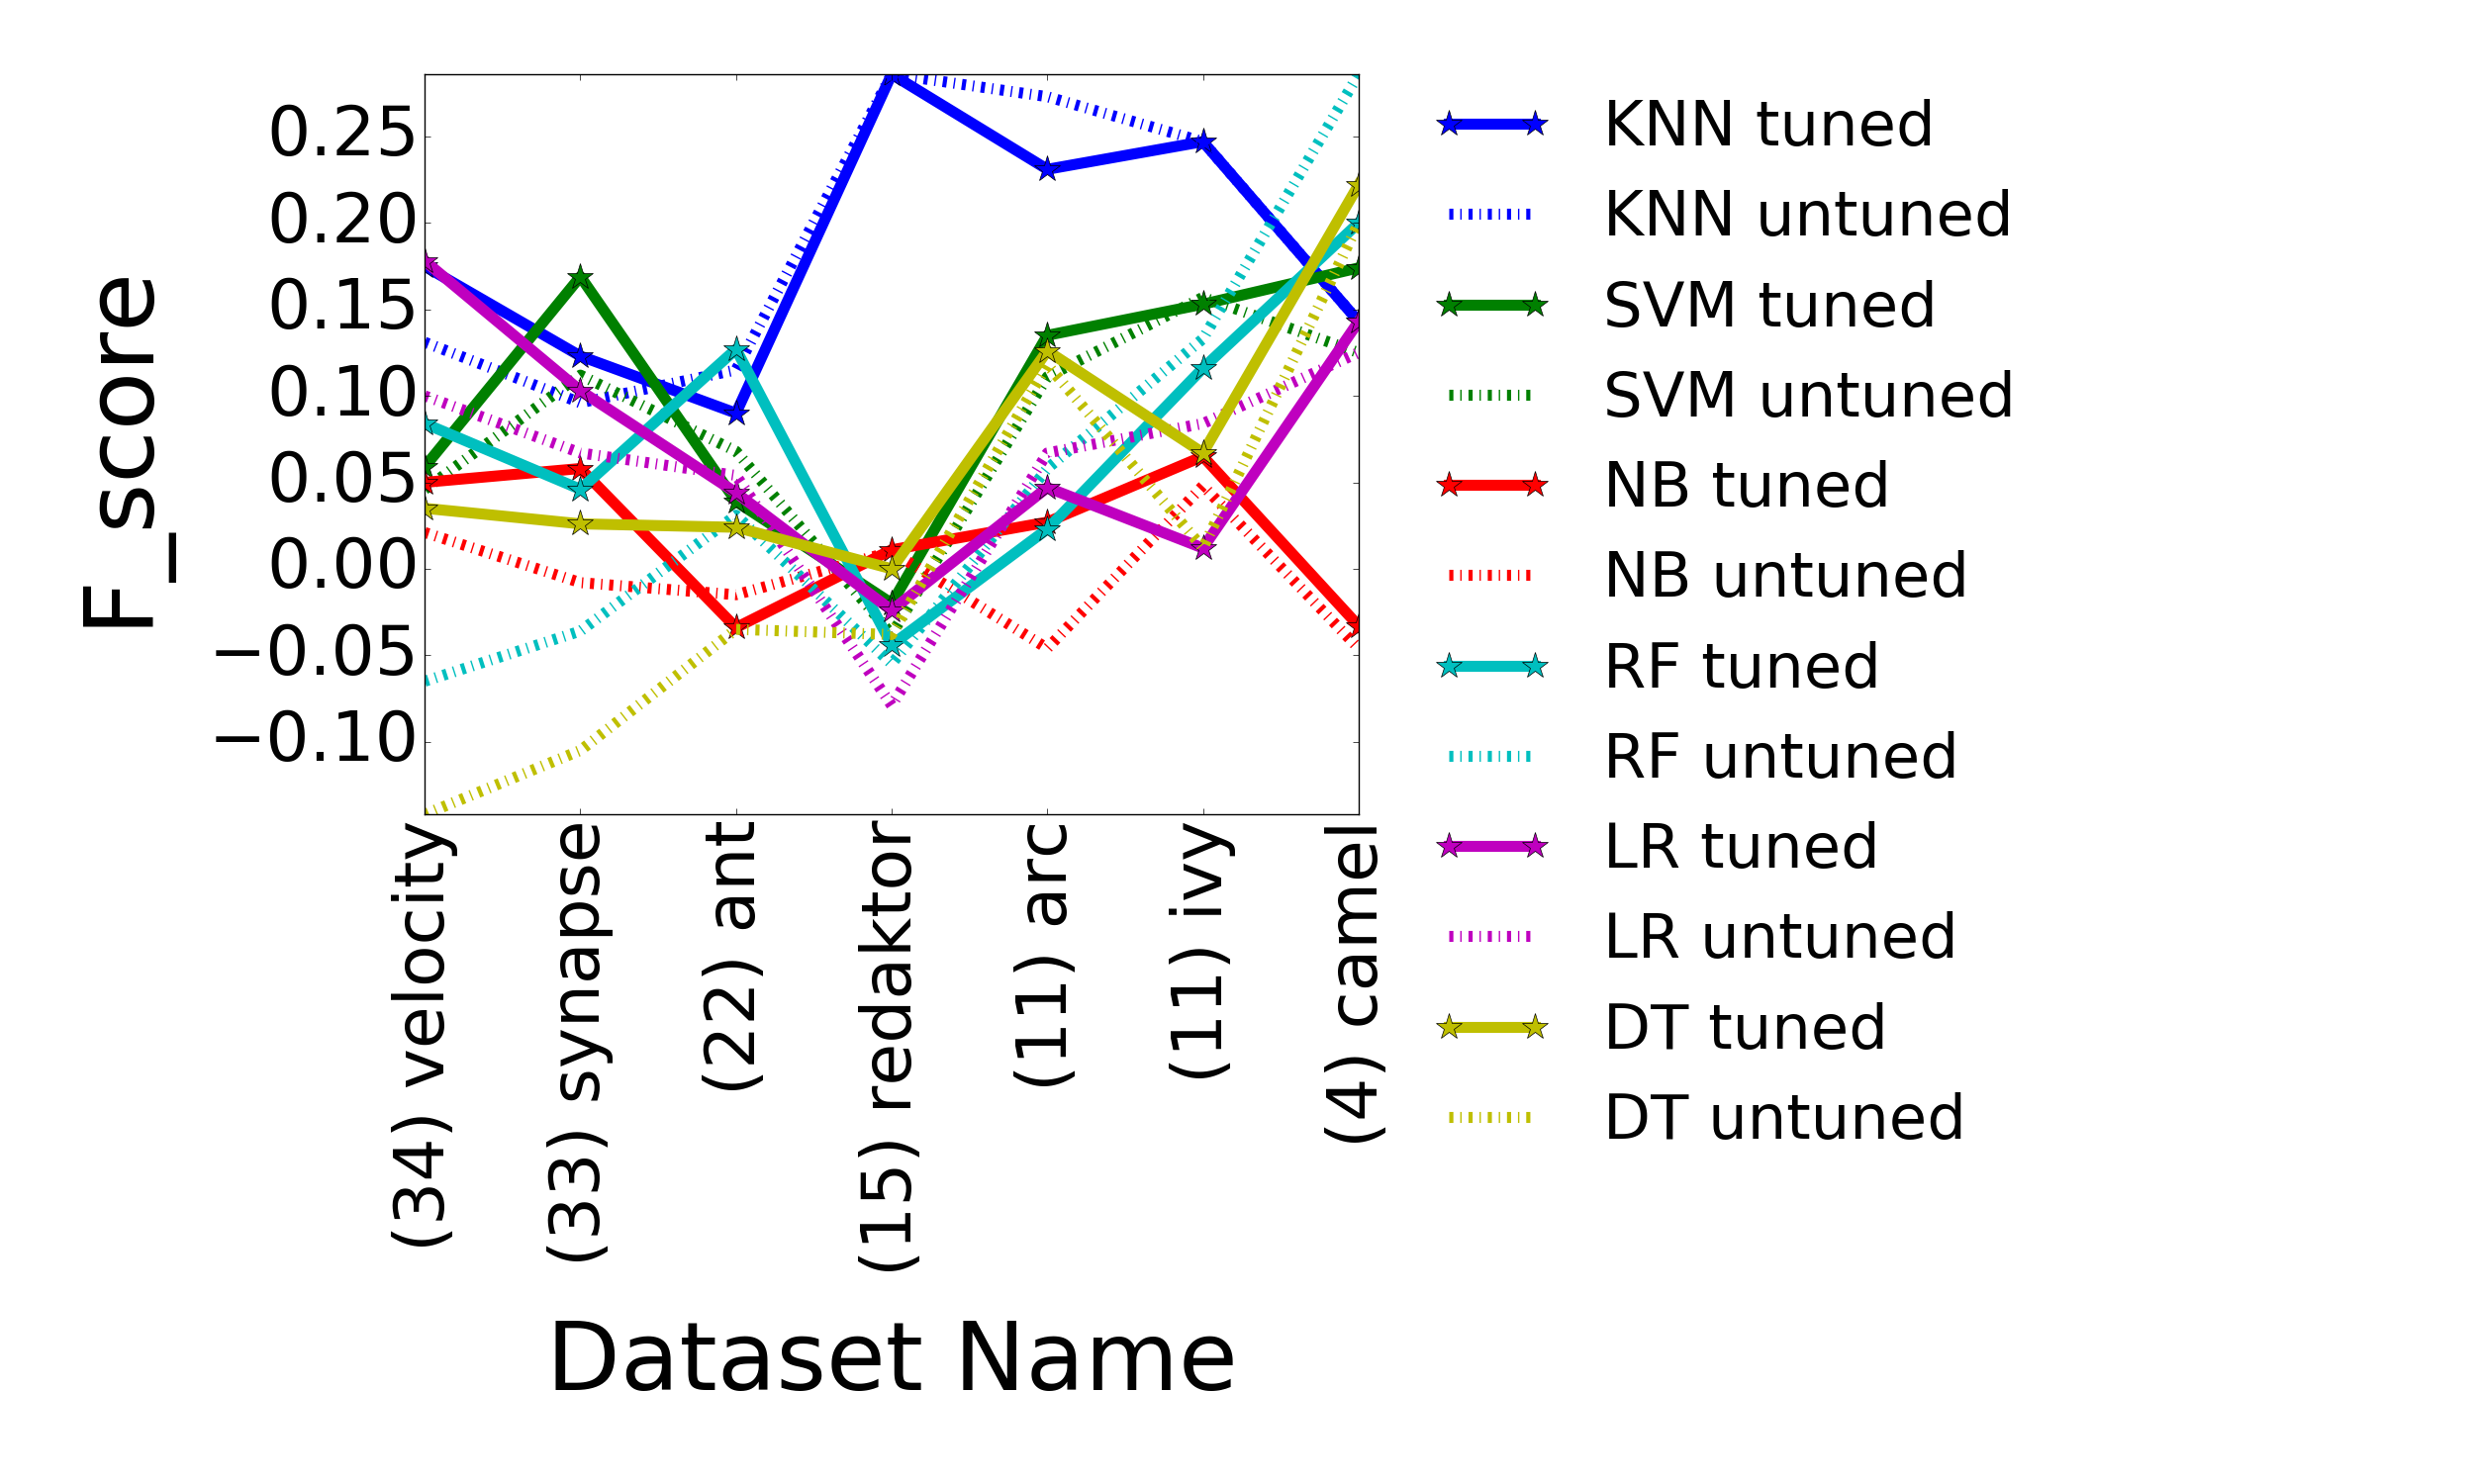 F_score
0.25
0.20
0.15
0.10
0.05
0.00
−0.05
−0.10
(34) velocity
(33) synapse
(22) ant
(15) redaktor
(11) arc
(11) ivy
(4) camel
Dataset Name
KNN tuned
KNN untuned
SVM tuned
SVM untuned
NB tuned
NB untuned
RF tuned
RF untuned
LR tuned
LR untuned
DT tuned
DT untuned